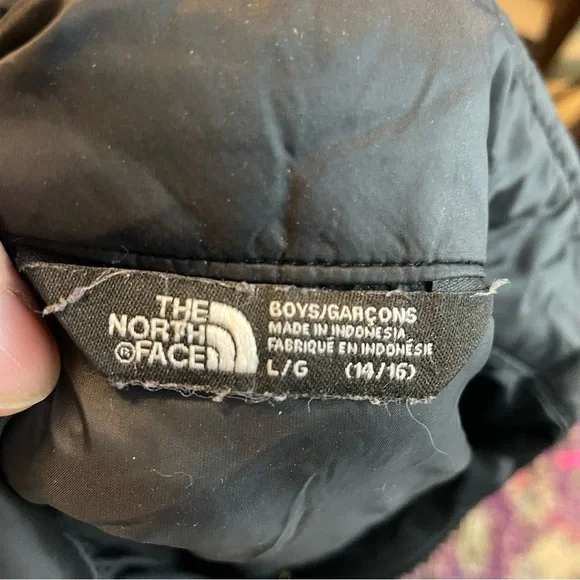 THE
NORTH
®FACE
BOYS/GARÇONS
MADE IN INDONESIA
FABRIQUÉ EN INDONÉSIE
L/G (14/16)